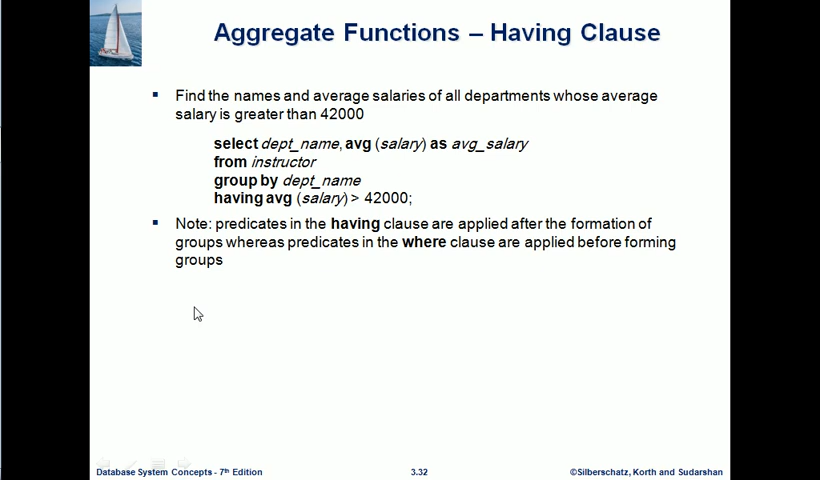 Aggregate Functions – Having Clause
▪ Find the names and average salaries of all departments whose average
salary is greater than 42000
select dept_name, avg (salary) as avg_salary
from instructor
group by dept_name
having avg (salary) > 42000;
▪ Note: predicates in the having clause are applied after the formation of
groups whereas predicates in the where clause are applied before forming
groups
Database System Concepts - 7th Edition 3.32 ©Silberschatz, Korth and Sudarshan